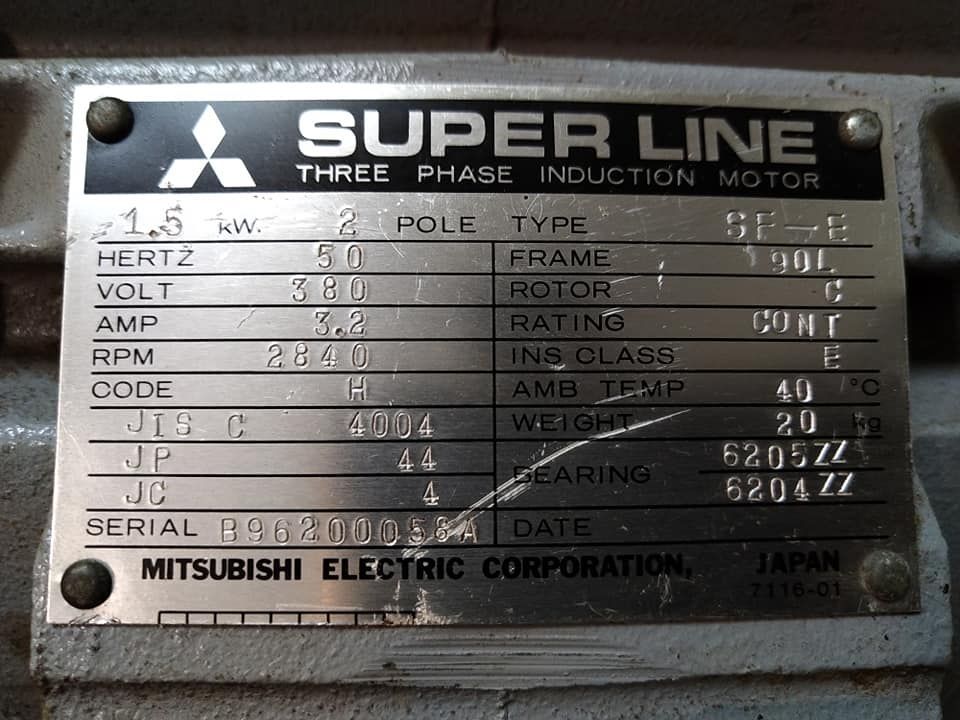 SUPER LINE
THREE PHASE INDUCTION MOTOR
1.5 kW. 2 POLE TYPE SF-E
HERTZ 50 FRAME 90L
VOLT 380 ROTOR C
AMP 3.2 RATING CONT
RPM 2840 INS CLASS E
CODE H AMB TEMP 40 °C
JIS C 4004 WEIGHT 20 kg
JP 44 BEARING 6205ZZ
JC 4 6204ZZ
SERIAL B96200058A DATE
MITSUBISHI ELECTRIC CORPORATION, JAPAN
7116-01